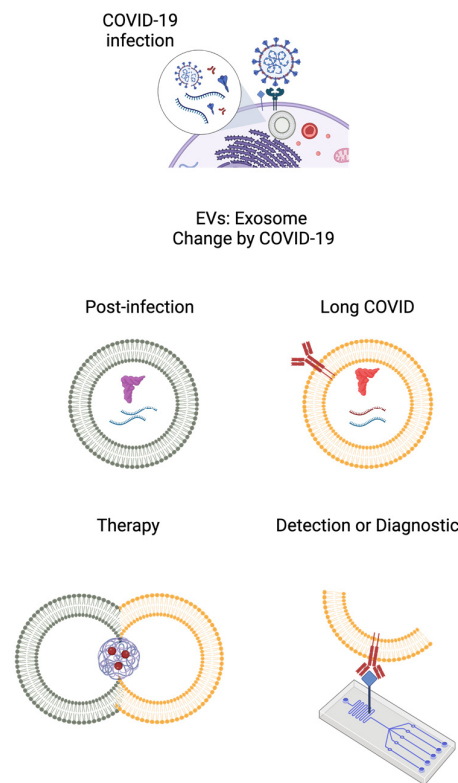 COVID-19
infection
EVs: Exosome
Change by COVID-19
Post-infection
Long COVID
Therapy
Detection or Diagnostic